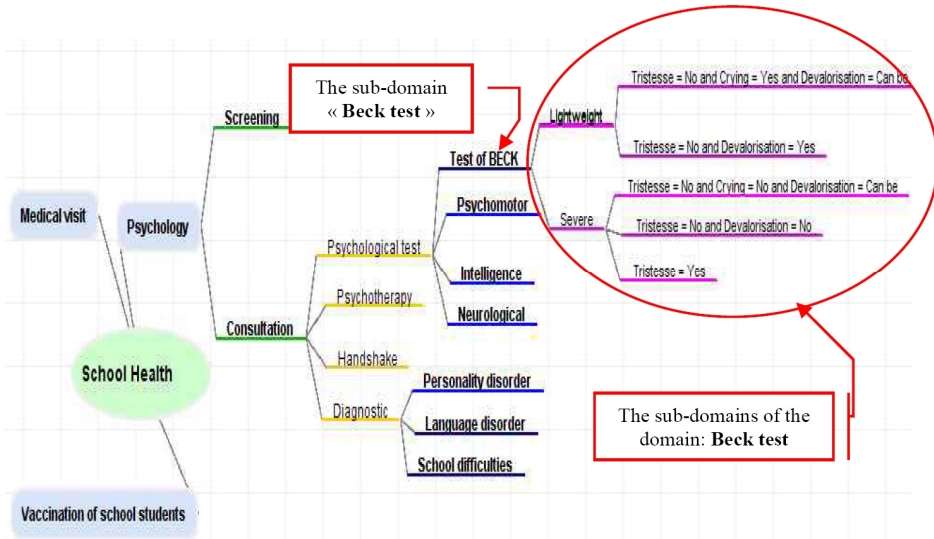 The sub-domain
« Beck test »
Tristesse = No and Crying = Yes and Devalorisation = Can be
Screening
Lightweight
Tristesse = No and Devalorisation = Yes
Test of BECK
Tristesse = No and Crying = No and Devalorisation = Can be
Medical visit
Psychology
Psychomotor
Severe
Tristesse = No and Devalorisation = No
Psychological test
Intelligence
Tristesse = Yes
Psychotherapy
Neurological
Consultation
Handshake
School Health
Personality disorder
Diagnostic
Language disorder
School difficulties
The sub-domains of the
domain: Beck test
Vaccination of school students